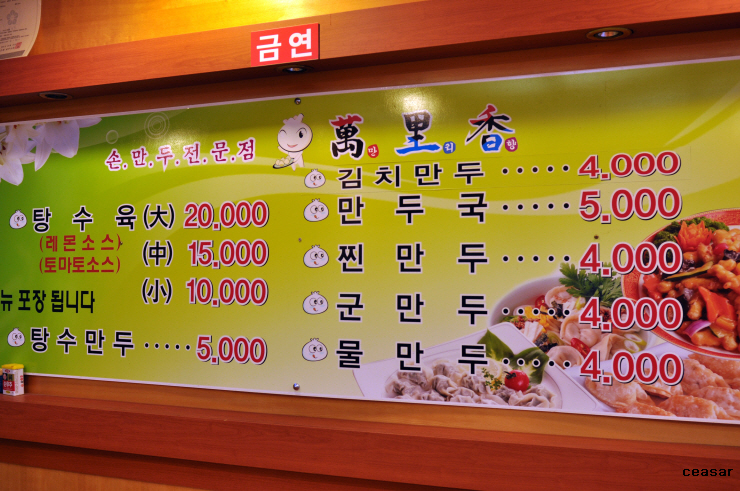 금연
손.만.두.전.문.점
萬만 里리 香향
탕수육 (大) 20,000
(레몬소스) (中) 15,000
(토마토소스)
(小) 10,000
뉴 포장 됩니다
탕수만두 ····· 5,000
김치만두 ····· 4.000
만두국 ····· 5,000
찐만두 ····· 4,000
군만두 ····· 4,000
물만두 ····· 4,000
ceasar